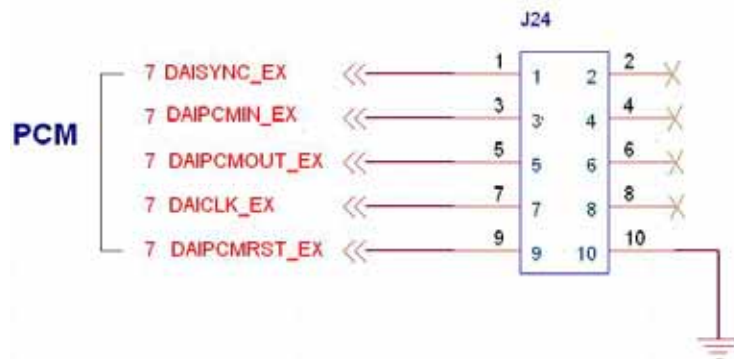 J24
7 DAISYNC_EX 1 1 2 2
7 DAIPCMIN_EX 3 3 4 4
PCM
7 DAIPCMOUT_EX 5 5 6 6
7 DAICLK_EX 7 7 8 8
7 DAIPCMRST_EX 9 9 10 10